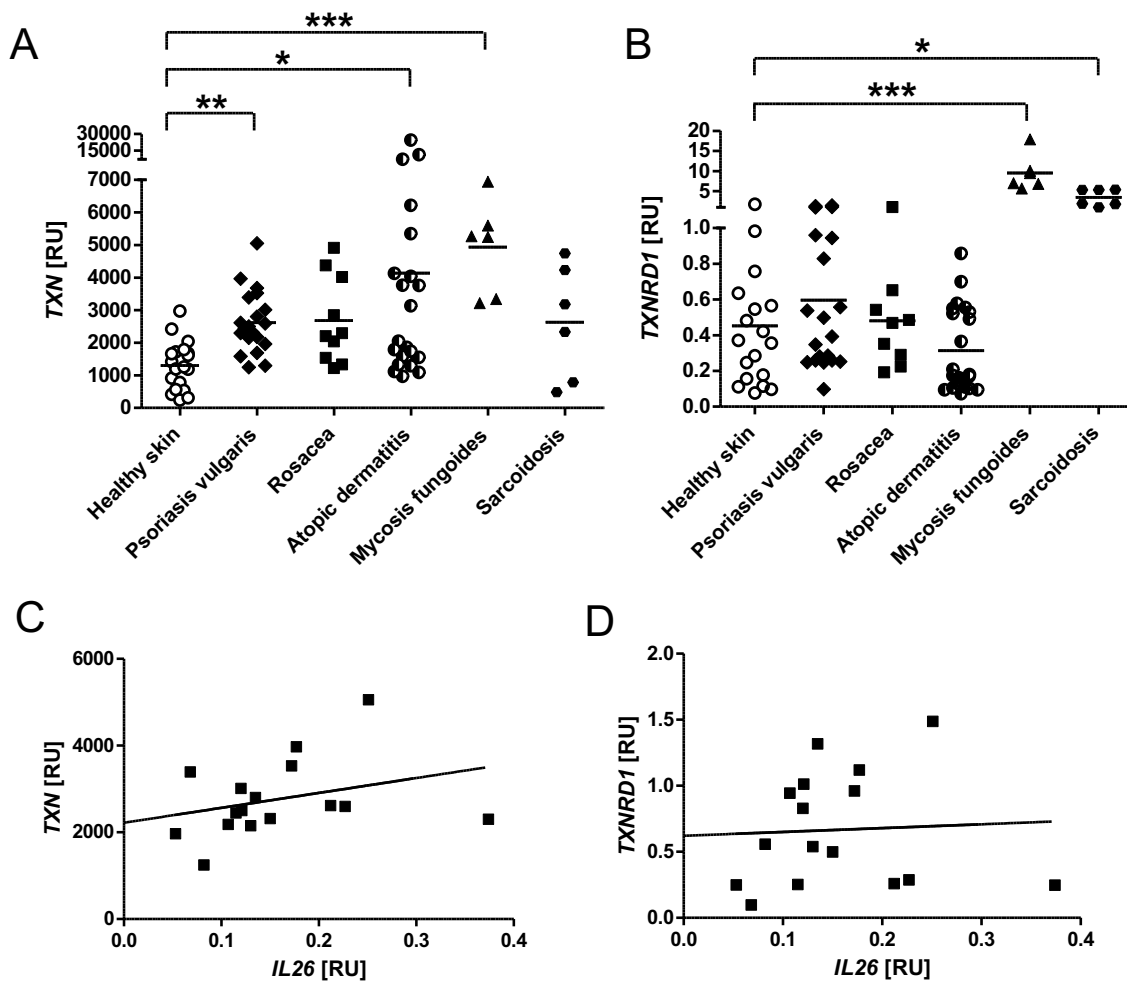 A
***
*
**
TXN [RU]
30000
15000
7000
6000
5000
4000
3000
2000
1000
0
Healthy skin
Psoriasis vulgaris
Rosacea
Atopic dermatitis
Mycosis fungoides
Sarcoidosis
B
*
***
TXNRD1 [RU]
20
15
10
5
1.0
0.8
0.6
0.4
0.2
0.0
Healthy skin
Psoriasis vulgaris
Rosacea
Atopic dermatitis
Mycosis fungoides
Sarcoidosis
C
TXN [RU]
6000
4000
2000
0
0.0 0.1 0.2 0.3 0.4
IL26 [RU]
D
TXNRD1 [RU]
2.0
1.5
1.0
0.5
0.0
0.0 0.1 0.2 0.3 0.4
IL26 [RU]